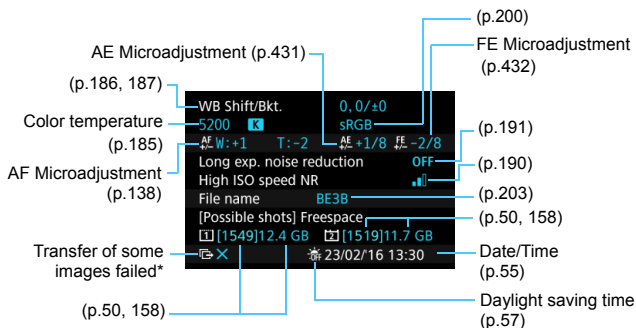 (p.200)
AE Microadjustment (p.431)
FE Microadjustment
(p.432)
(p.186, 187)
WB Shift/Bkt. 0,0/±0
Color temperature
5200 K sRGB
(p.185)
AF +/- W:+1 T:-2 AE +/- +1/8 FE +/- -2/8
(p.191)
AF Microadjustment
(p.138)
Long exp. noise reduction OFF
(p.190)
High ISO speed NR
File name BE3B
(p.203)
[Possible shots] Freespace
(p.50, 158)
1 [1549]12.4 GB 2 [1519]11.7 GB
Transfer of some
images failed*
OFF 23/02/'16 13:30
Date/Time
(p.55)
(p.50, 158)
Daylight saving time
(p.57)